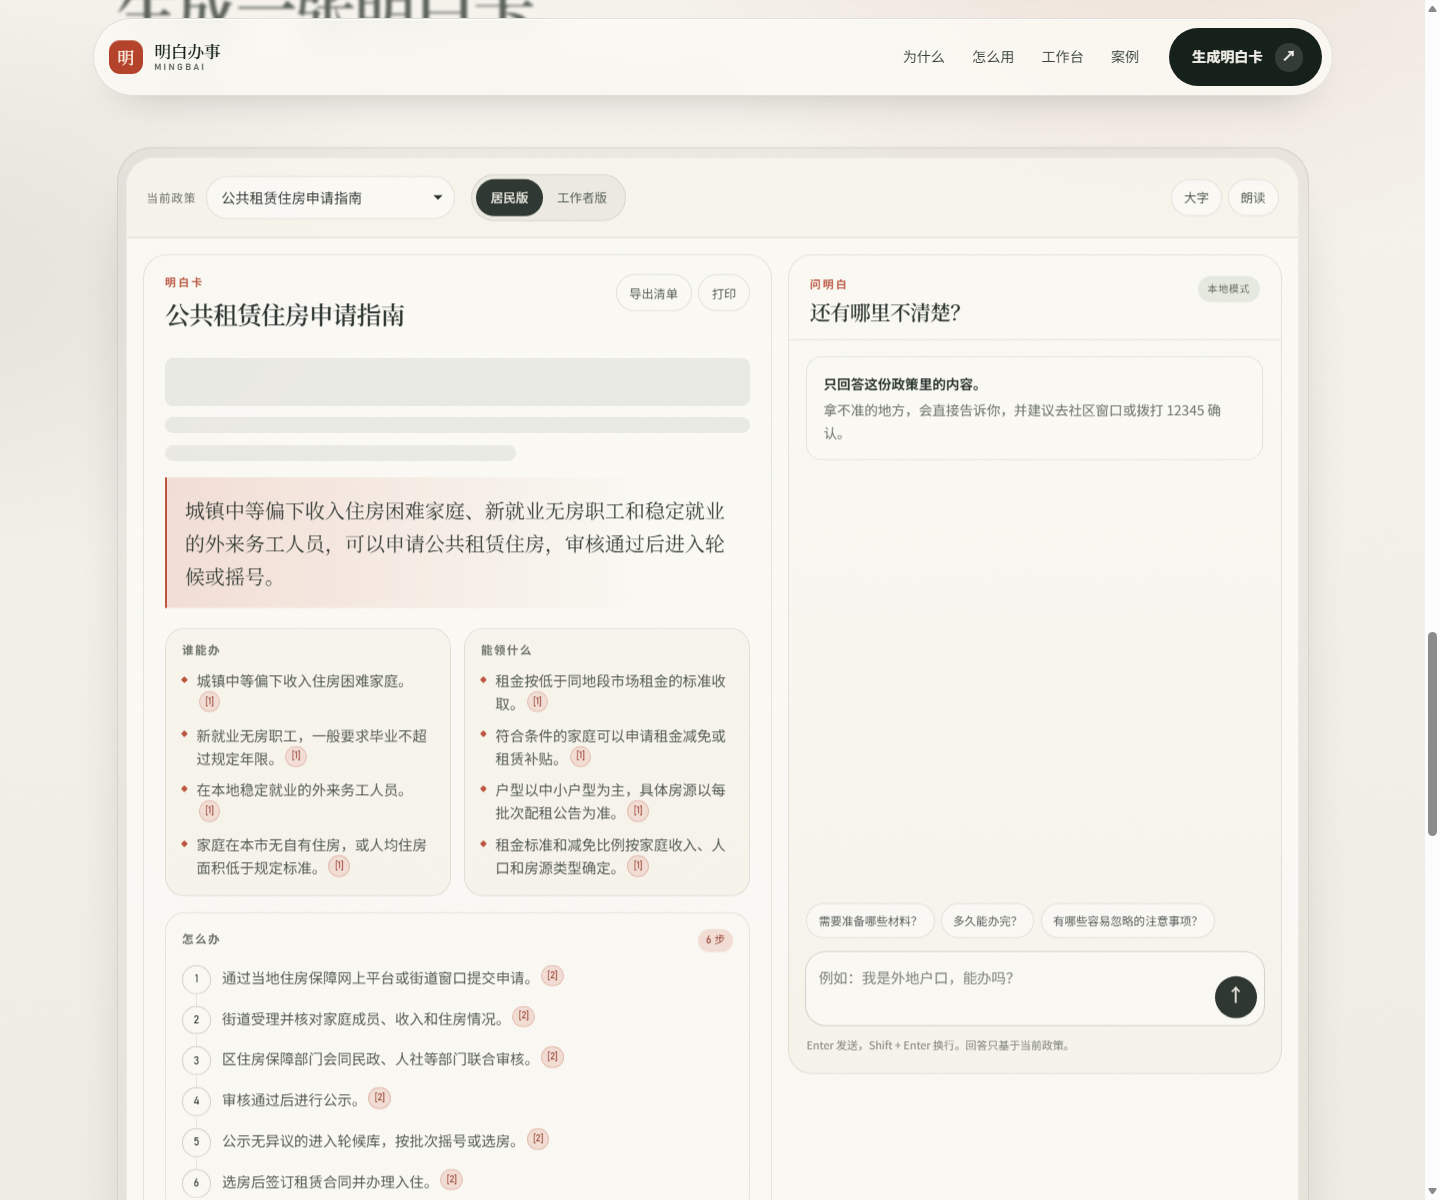 生成一张明白卡
明
明白办事
MINGBAI
为什么
怎么用
工作台
案例
生成明白卡
当前政策
公共租赁住房申请指南
居民版
工作者版
大字
朗读
明白卡
公共租赁住房申请指南
导出清单
打印
城镇中等偏下收入住房困难家庭、新就业无房职工和稳定就业
的外来务工人员，可以申请公共租赁住房，审核通过后进入轮
候或摇号。
谁能办
城镇中等偏下收入住房困难家庭。
[1]
新就业无房职工，一般要求毕业不超
过规定年限。 [1]
在本地稳定就业的外来务工人员。
[1]
家庭在本市无自有住房，或人均住房
面积低于规定标准。 [1]
能领什么
租金按低于同地段市场租金的标准收
取。 [1]
符合条件的家庭可以申请租金减免或
租赁补贴。 [1]
户型以中小户型为主，具体房源以每
批次配租公告为准。 [1]
租金标准和减免比例按家庭收入、人
口和房源类型确定。 [1]
怎么办
6 步
1 通过当地住房保障网上平台或街道窗口提交申请。 [2]
2 街道受理并核对家庭成员、收入和住房情况。 [2]
3 区住房保障部门会同民政、人社等部门联合审核。 [2]
4 审核通过后进行公示。 [2]
5 公示无异议的进入轮候库，按批次摇号或选房。 [2]
6 选房后签订租赁合同并办理入住。 [2]
问明白
还有哪里不清楚？
本地模式
只回答这份政策里的内容。
拿不准的地方，会直接告诉你，并建议去社区窗口或拨打 12345 确
认。
需要准备哪些材料？
多久能办完？
有哪些容易忽略的注意事项？
例如：我是外地户口，能办吗？
Enter 发送，Shift + Enter 换行。回答只基于当前政策。